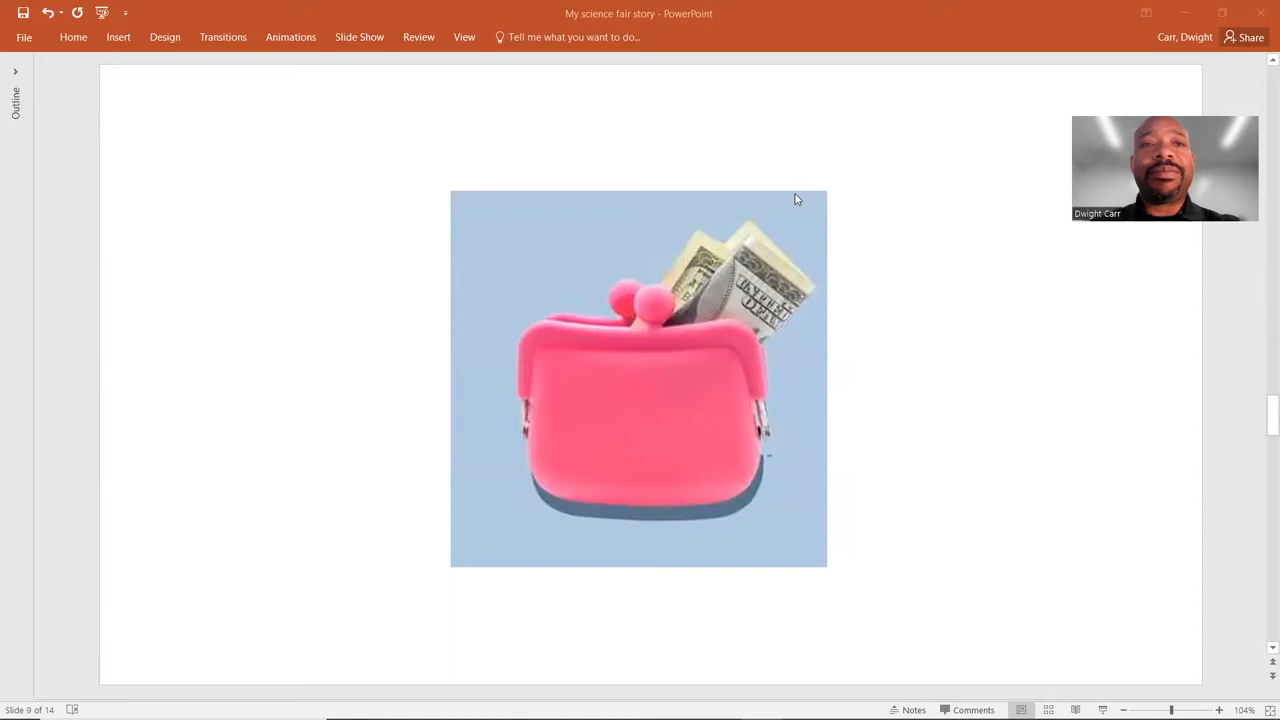 My science fair story - PowerPoint
File Home Insert Design Transitions Animations Slide Show Review View Tell me what you want to do... Carr, Dwight Share
Outline
Dwight Carr
Slide 9 of 14 Notes Comments 104%